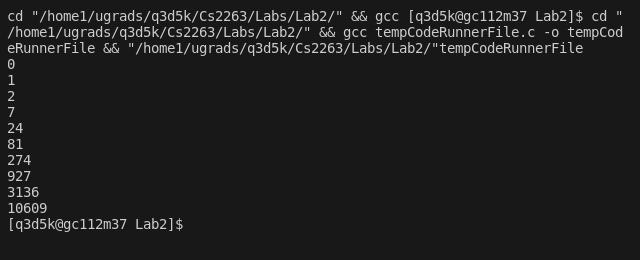 cd "/home1/ugrads/q3d5k/Cs2263/Labs/Lab2/" && gcc [q3d5k@gc112m37 Lab2]$ cd "
/home1/ugrads/q3d5k/Cs2263/Labs/Lab2/" && gcc tempCodeRunnerFile.c -o tempCod
eRunnerFile && "/home1/ugrads/q3d5k/Cs2263/Labs/Lab2/"tempCodeRunnerFile
0
1
2
7
24
81
274
927
3136
10609
[q3d5k@gc112m37 Lab2]$